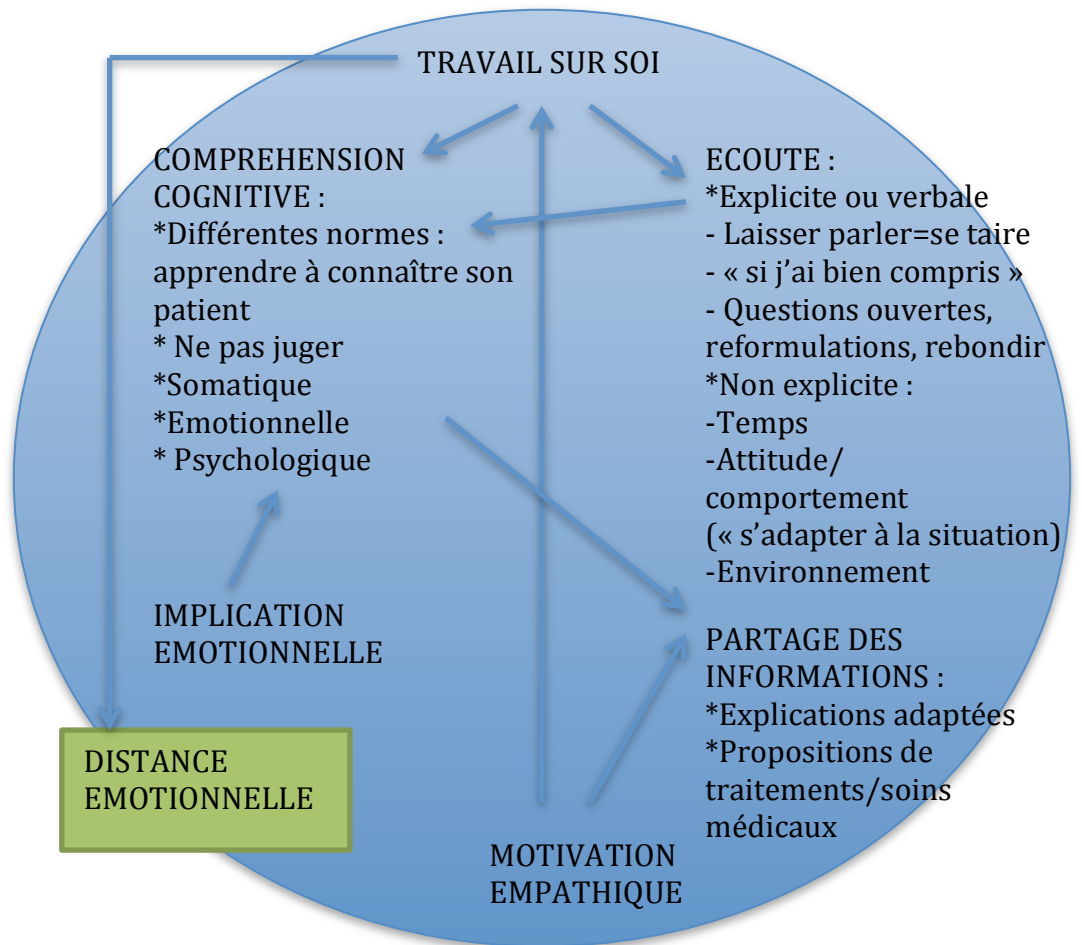 TRAVAIL SUR SOI
COMPREHENSION
COGNITIVE :
*Différentes normes :
apprendre à connaître son
patient
* Ne pas juger
*Somatique
*Emotionnelle
* Psychologique
ECOUTE :
*Explicite ou verbale
- Laisser parler=se taire
- « si j’ai bien compris »
- Questions ouvertes,
reformulations, rebondir
*Non explicite :
-Temps
-Attitude/
comportement
(« s’adapter à la situation)
-Environnement
IMPLICATION
EMOTIONNELLE
PARTAGE DES
INFORMATIONS :
*Explications adaptées
*Propositions de
traitements/soins
médicaux
DISTANCE
EMOTIONNELLE
MOTIVATION
EMPATHIQUE